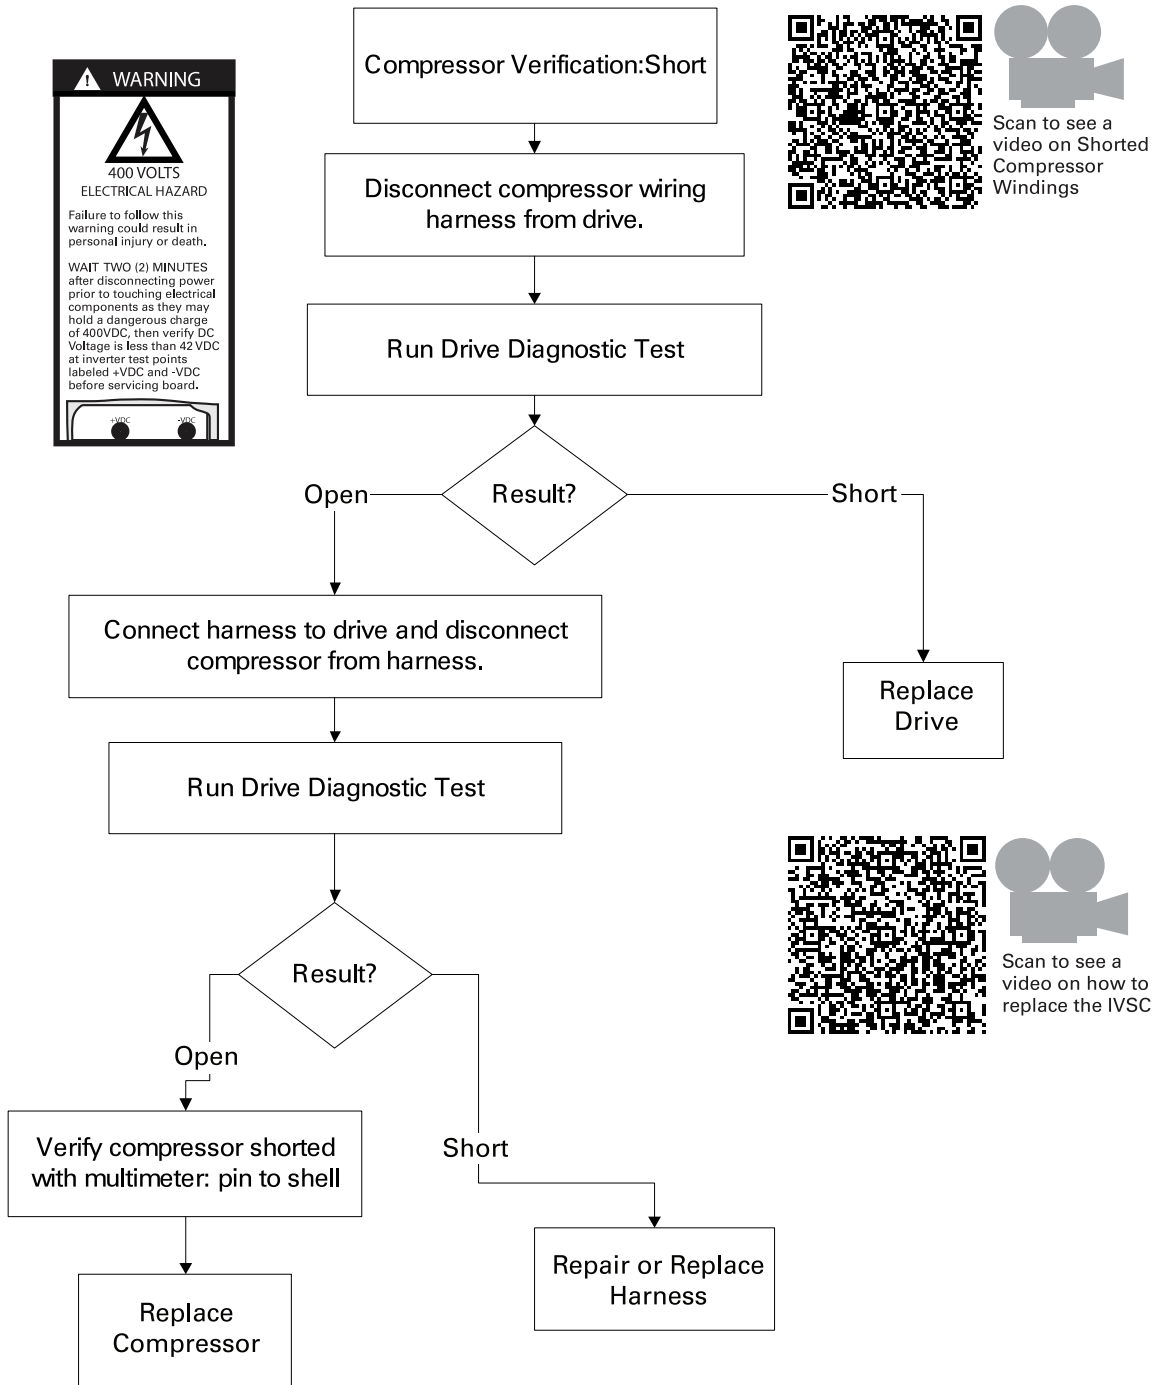 Compressor Verification:Short
WARNING
400 VOLTS
ELECTRICAL HAZARD
Failure to follow this
warning could result in
personal injury or death.
WAIT TWO (2) MINUTES
after disconnecting power
prior to touching electrical
components as they may
hold a dangerous charge
of 400VDC, then verify DC
Voltage is less than 42 VDC
at inverter test points
labeled +VDC and -VDC
before servicing board.
+VDC
-VDC
Scan to see a
video on Shorted
Compressor
Windings
Disconnect compressor wiring
harness from drive.
Run Drive Diagnostic Test
Result?
Open
Short
Connect harness to drive and disconnect
compressor from harness.
Replace
Drive
Run Drive Diagnostic Test
Scan to see a
video on how to
replace the IVSC
Result?
Open
Short
Verify compressor shorted
with multimeter: pin to shell
Repair or Replace
Harness
Replace
Compressor